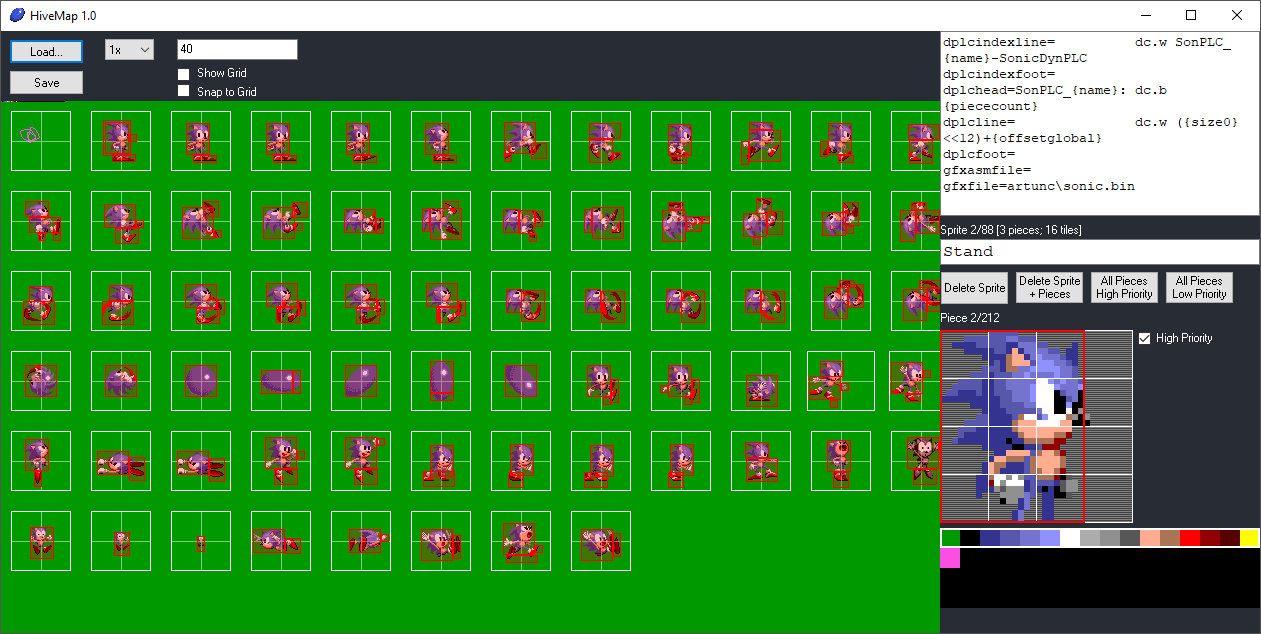 HiveMap 1.0
Load...
1x
40
Show Grid
Save
Snap to Grid
dplcindexline= dc.w SonPLC_
{name}-SonicDynPLC
dplcindexfoot=
dplchead=SonPLC_{name}: dc.b
{piececount}
dplcline= dc.w ({size0}
<<12)+{offsetglobal}
dplcfoot=
gfxasmfile=
gfxfile=artunc\sonic.bin
Sprite 2/88 [3 pieces; 16 tiles]
Stand
Delete Sprite
Delete Sprite
+ Pieces
All Pieces
High Priority
All Pieces
Low Priority
Piece 2/212
High Priority